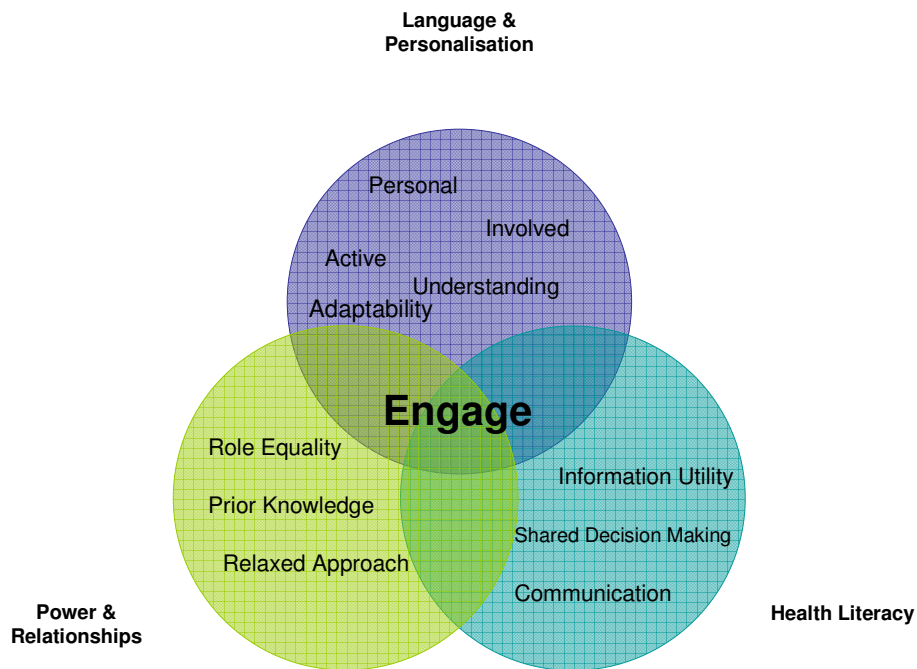 Language &
Personalisation
Personal
Involved
Active
Understanding
Adaptability
Engage
Role Equality
Prior Knowledge
Relaxed Approach
Information Utility
Shared Decision Making
Communication
Power &
Relationships
Health Literacy